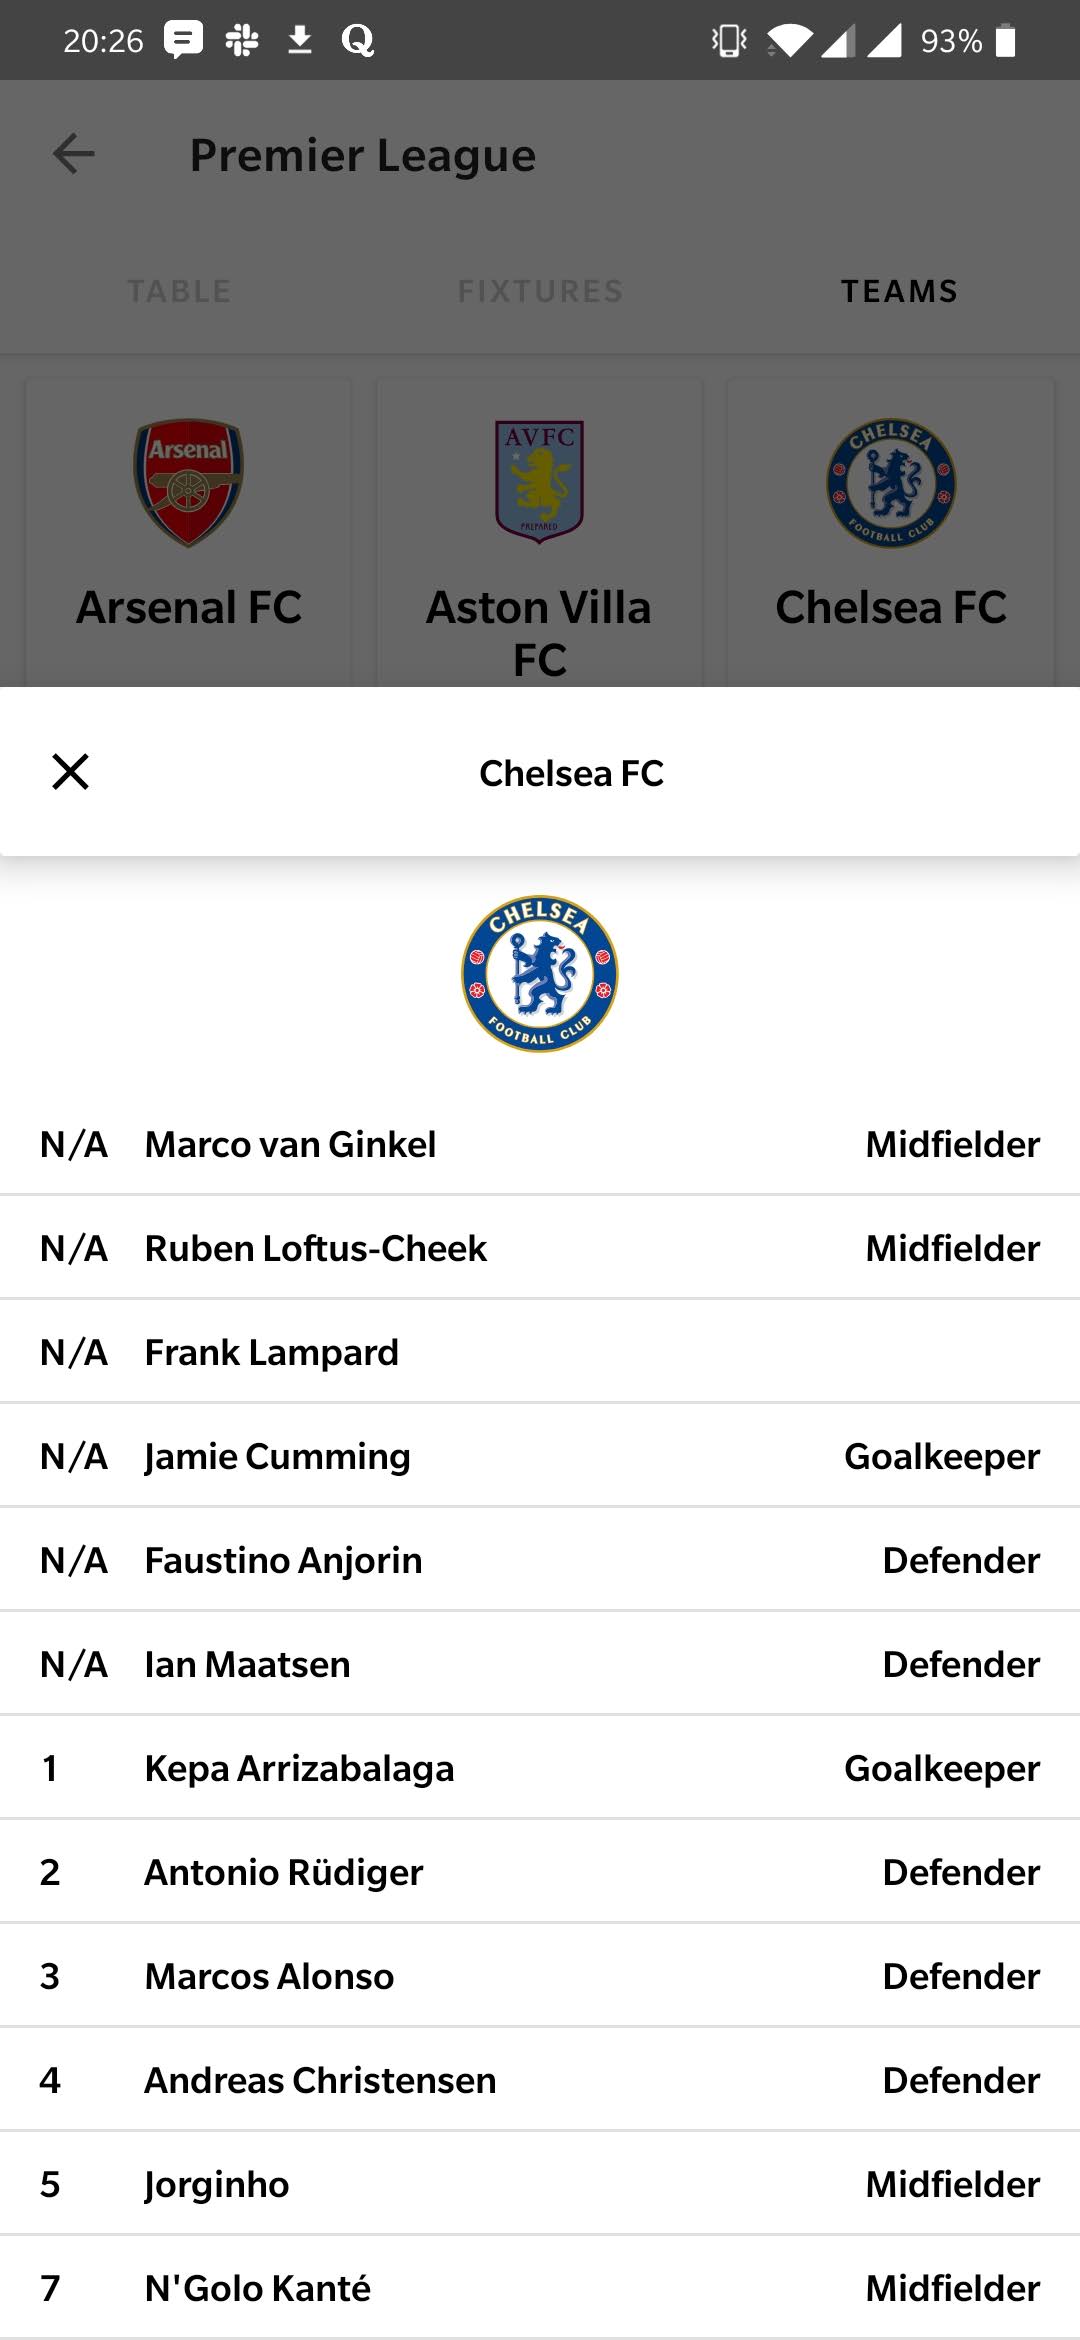 20:26 93%
Premier League
TABLE FIXTURES TEAMS
Arsenal
AVFC
PREPARED
CHELSEA
FOOTBALL CLUB
Arsenal FC
Aston Villa
FC
Chelsea FC
Chelsea FC
CHELSEA
FOOTBALL CLUB
N/A Marco van Ginkel Midfielder
N/A Ruben Loftus-Cheek Midfielder
N/A Frank Lampard
N/A Jamie Cumming Goalkeeper
N/A Faustino Anjorin Defender
N/A Ian Maatsen Defender
1 Kepa Arrizabalaga Goalkeeper
2 Antonio Rüdiger Defender
3 Marcos Alonso Defender
4 Andreas Christensen Defender
5 Jorginho Midfielder
7 N'Golo Kanté Midfielder